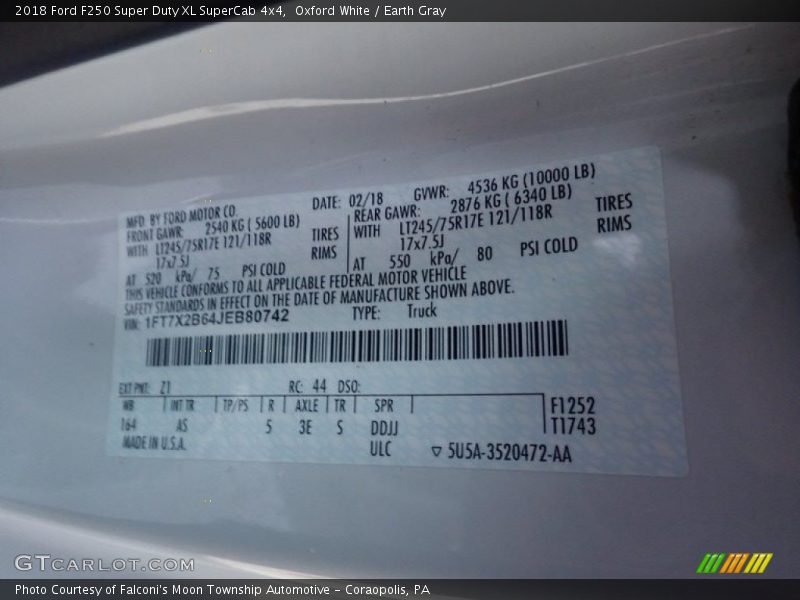 2018 Ford F250 Super Duty XL SuperCab 4x4, Oxford White / Earth Gray
MFD. BY FORD MOTOR CO. DATE: 02/18 GVWR: 4536 KG (10000 LB)
FRONT GAWR: 2540 KG ( 5600 LB) REAR GAWR: 2876 KG ( 6340 LB)
WITH LT245/75R17E 121/118R TIRES WITH LT245/75R17E 121/118R TIRES
17x7.5J RIMS 17x7.5J RIMS
AT 520 kPa/ 75 PSI COLD AT 550 kPa/ 80 PSI COLD
THIS VEHICLE CONFORMS TO ALL APPLICABLE FEDERAL MOTOR VEHICLE
SAFETY STANDARDS IN EFFECT ON THE DATE OF MANUFACTURE SHOWN ABOVE.
VIN: 1FT7X2B64JEB80742 TYPE: Truck
EXT PNT: Z1 RC: 44 DSO:
WB INT TR TP/PS R AXLE TR SPR F1252
164 AS 5 3E S DDJJ T1743
MADE IN U.S.A. ULC ▽ 5U5A-3520472-AA
GTCARLOT.COM
Photo Courtesy of Falconi's Moon Township Automotive – Coraopolis, PA